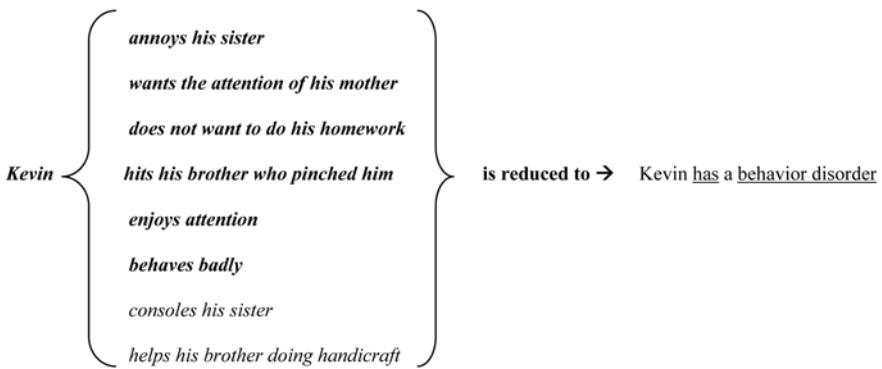 annoys his sister
wants the attention of his mother
does not want to do his homework
Kevin hits his brother who pinched him is reduced to → Kevin has a behavior disorder
enjoys attention
behaves badly
consoles his sister
helps his brother doing handicraft